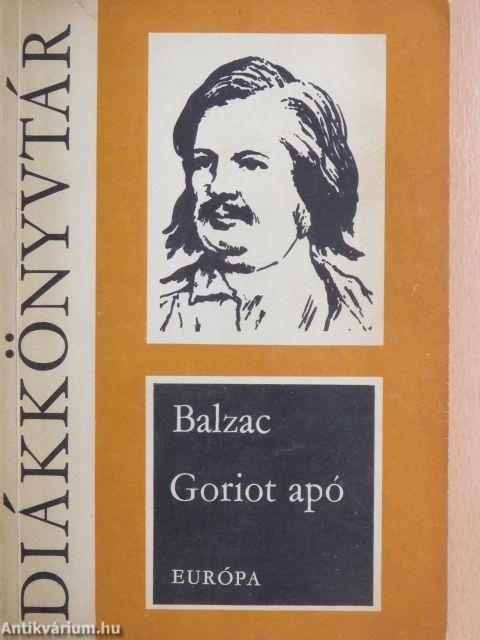 DIÁKKÖNYVTÁR
Balzac
Goriot apó
EURÓPA
Antikvárium.hu